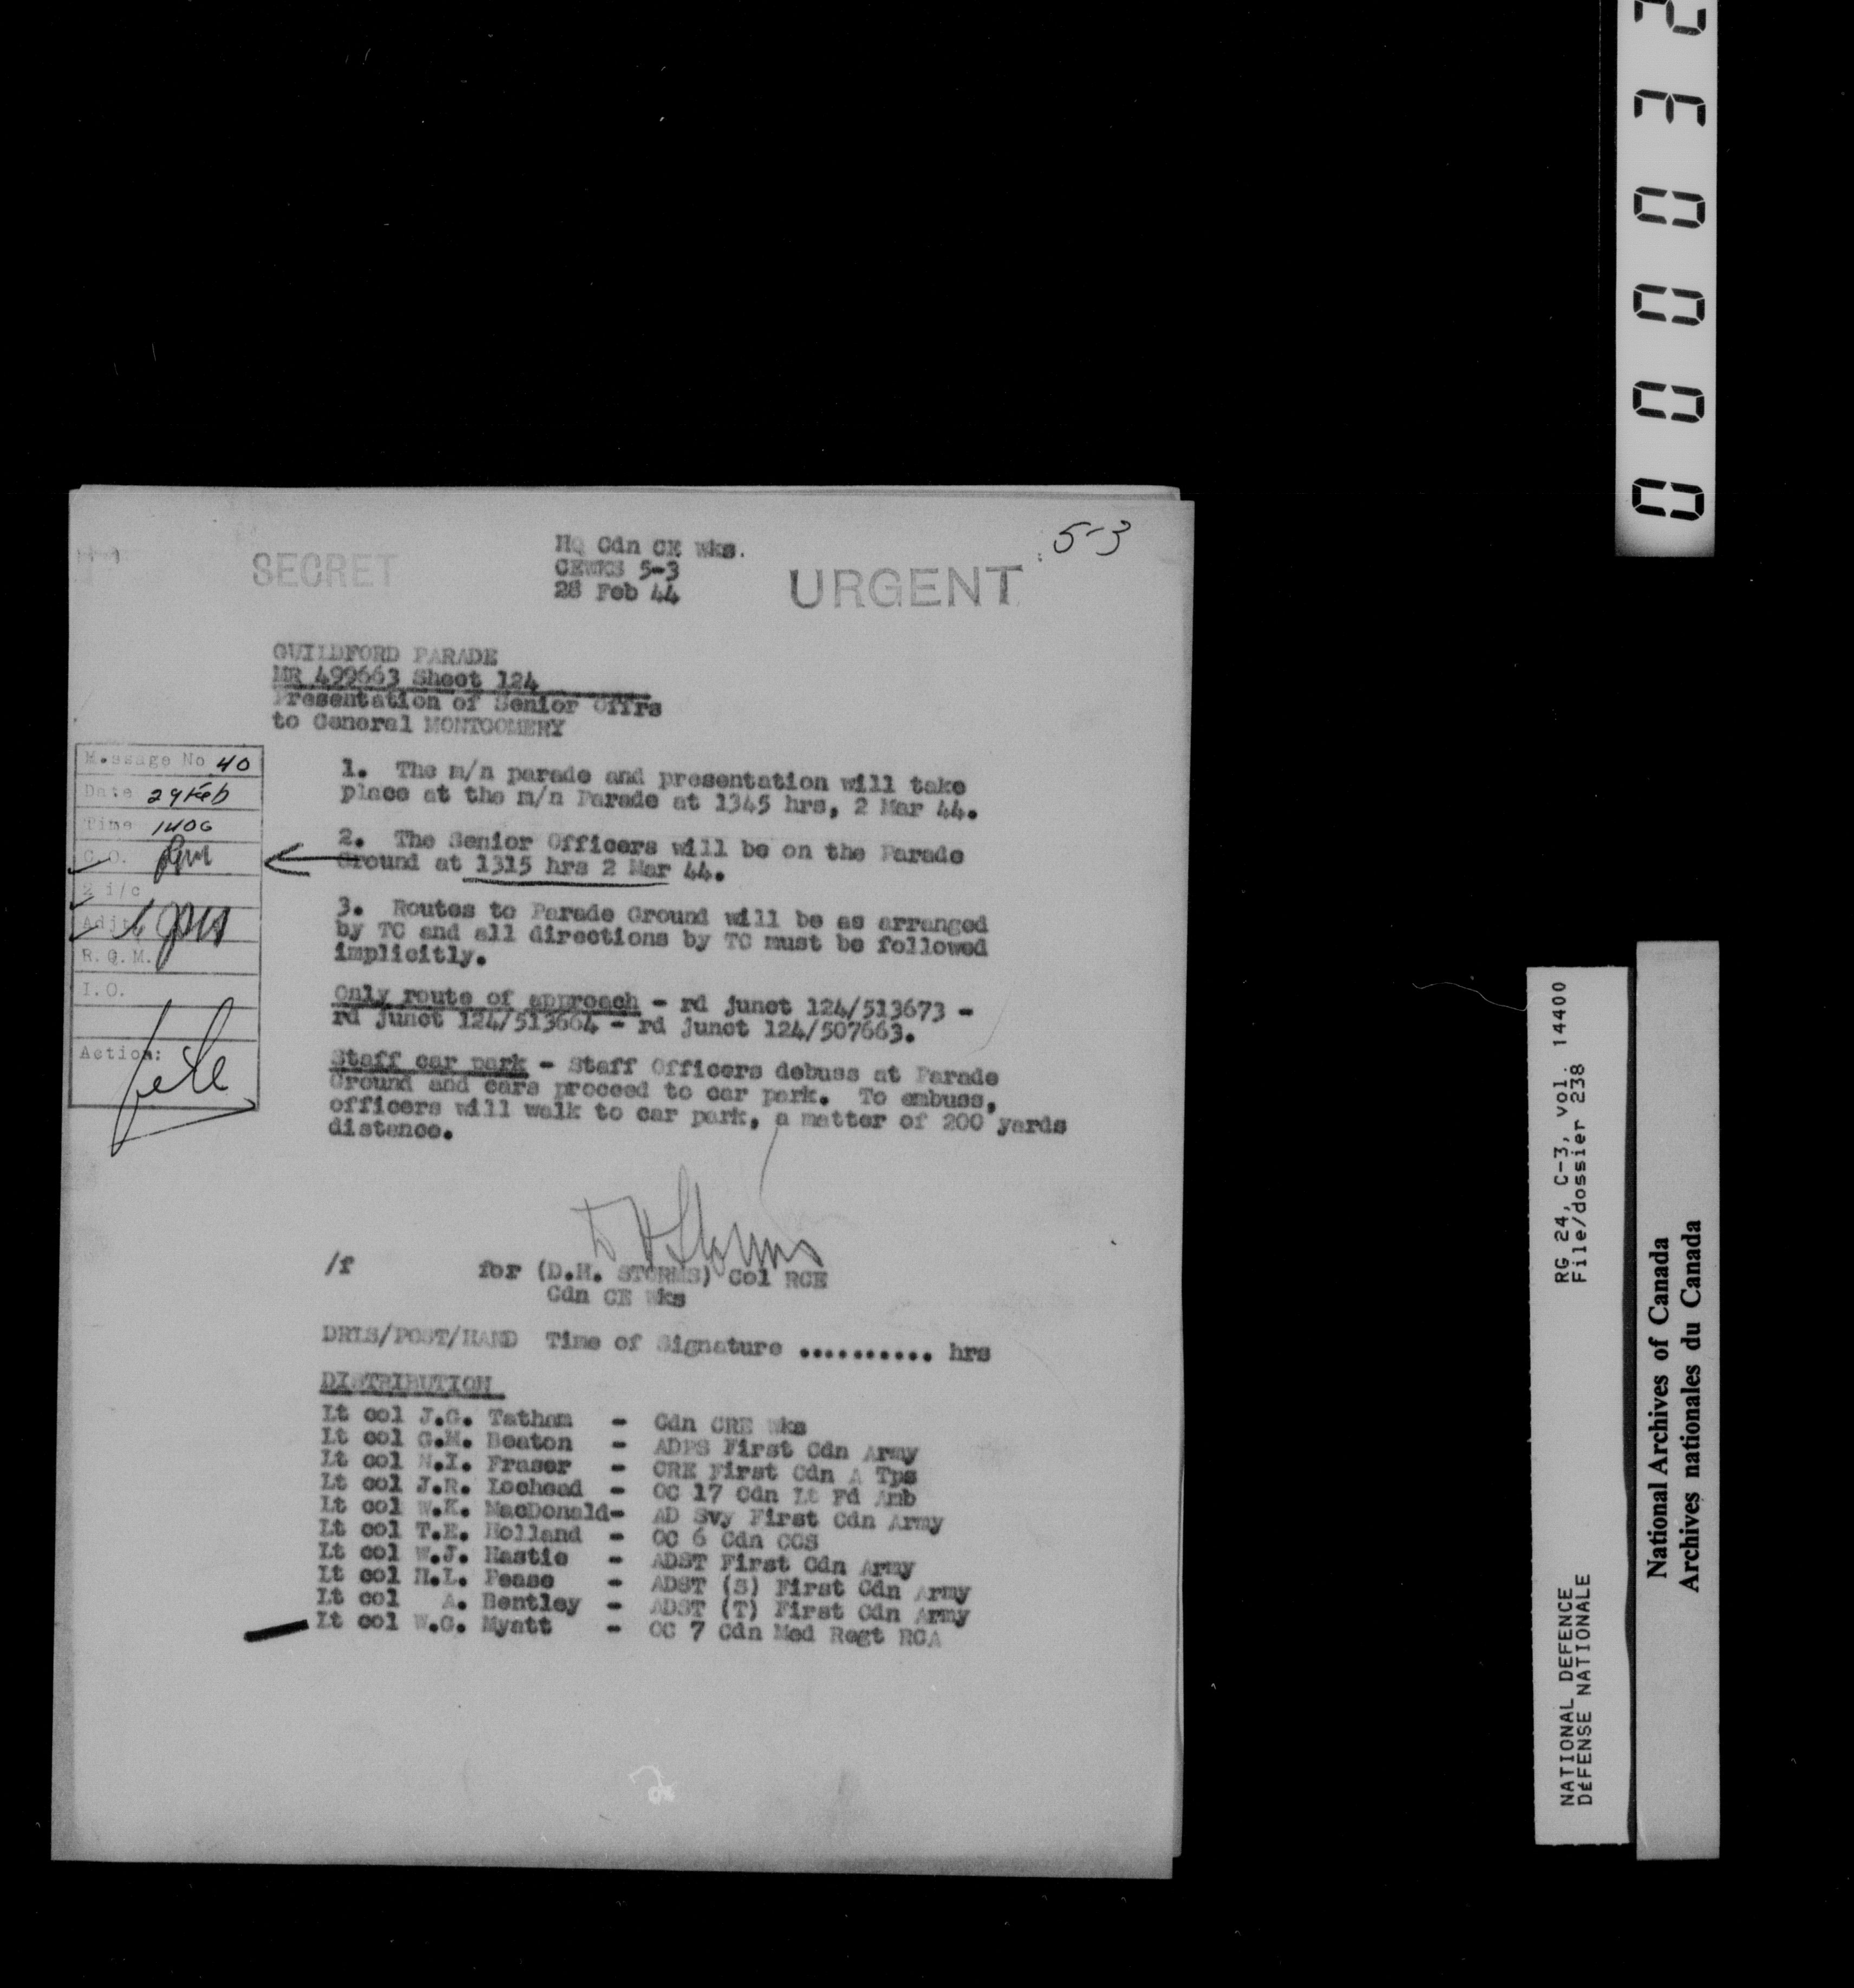 5-3
SECRET
HQ Cdn CE Wks.
CEWKS 5-3
28 Feb 44
URGENT
GUILDFORD PARADE
MR 499663 Sheet 124
Presentation of Senior Offrs
to General MONTGOMERY
Message No 40
Date 29 Feb
Time 1406
C.O.
2 i/c
Adjt
R.Q.M.
I.O.
Action:
file
1. The m/n parade and presentation will take
place at the m/n Parade at 1345 hrs, 2 Mar 44.
2. The Senior Officers will be on the Parade
Ground at 1315 hrs 2 Mar 44.
3. Routes to Parade Ground will be as arranged
by TC and all directions by TC must be followed
implicitly.
Only route of approach - rd junct 124/513673 -
rd junct 124/513664 - rd junct 124/507663.
Staff car park - Staff Officers debuss at Parade
Ground and cars proceed to car park. To embuss,
officers will walk to car park, a matter of 200 yards
distance.
D H Storms
/f for (D.H. STORMS) Col RCE
Cdn CE Wks
DRLS/POST/HAND Time of Signature .......... hrs
DISTRIBUTION
Lt col J.G. Tatham - Cdn CRE Wks
Lt col G.M. Beaton - ADPS First Cdn Army
Lt col N.I. Fraser - CRE First Cdn A Tps
Lt col J.R. Lochead - OC 17 Cdn Lt Fd Amb
Lt col W.K. MacDonald- AD Svy First Cdn Army
Lt col T.E. Holland - OC 6 Cdn CCS
Lt col W.J. Hastie - ADST First Cdn Army
Lt col H.L. Pease - ADST (S) First Cdn Army
Lt col A. Bentley - ADST (T) First Cdn Army
Lt col W.G. Myatt - OC 7 Cdn Med Regt RCA
2
000032
RG 24, C-3, vol. 14400
File/dossier 238
NATIONAL DEFENCE
DÉFENSE NATIONALE
National Archives of Canada
Archives nationales du Canada